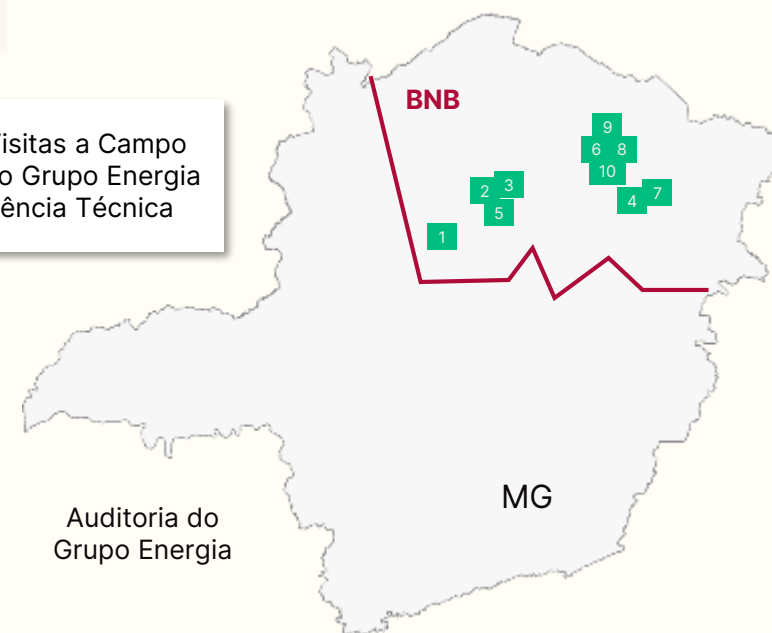 BNB
isitas a Campo
o Grupo Energia
ência Técnica
9
6 8
10
2 3
4 7
5
1
MG
Auditoria do
Grupo Energia